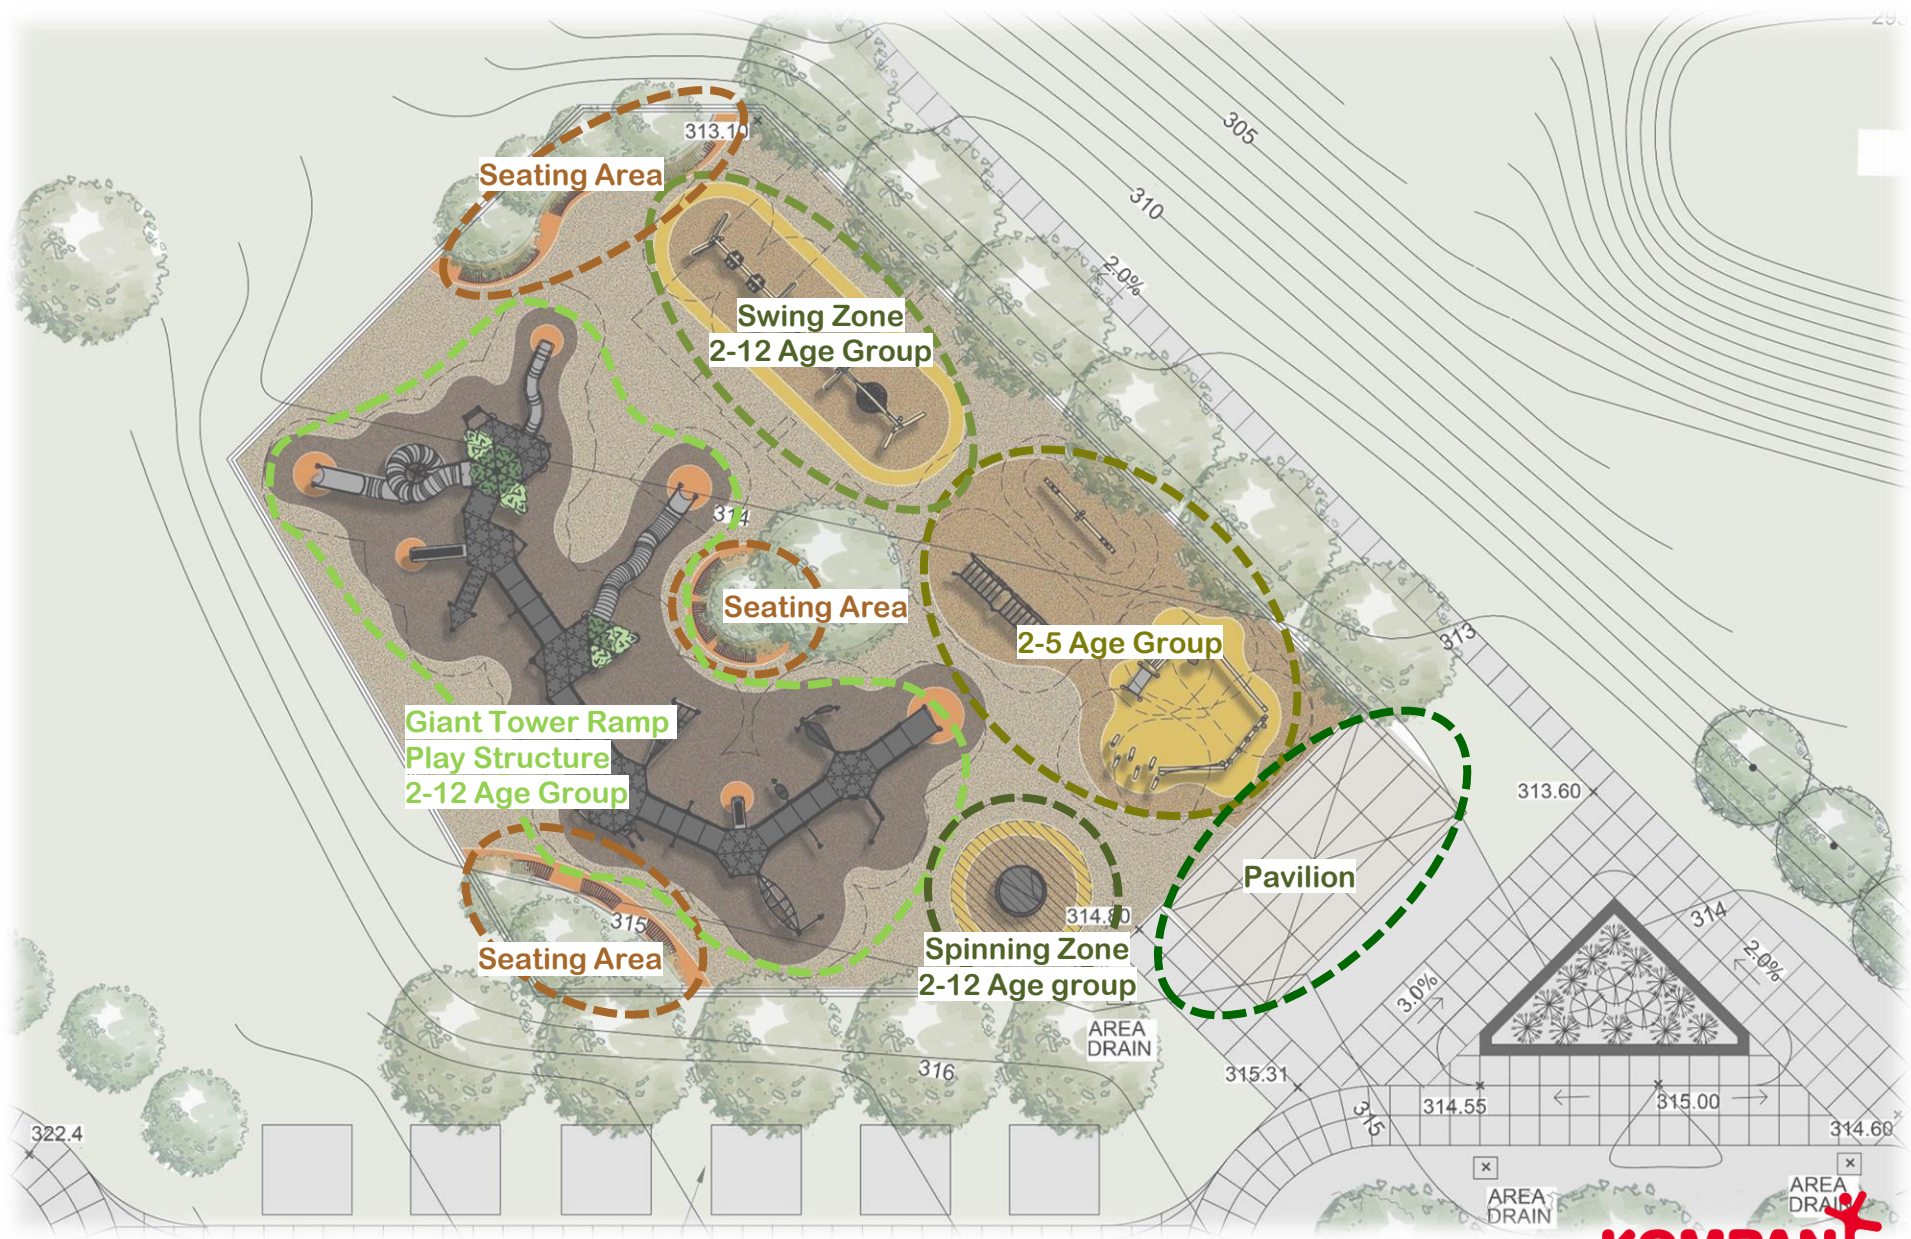 305
313.10
Seating Area
310
2.0%
Swing Zone
2-12 Age Group
314
Seating Area
313
2-5 Age Group
Giant Tower Ramp
Play Structure
2-12 Age Group
313.60
Pavilion
314.80
315
314
Spinning Zone
2-12 Age group
Seating Area
2.0%
3.0%
AREA
DRAIN
316
315.31
314.55
315.00
315
322.4
314.60
AREA
DRAIN
AREA
DRAIN
KOMPAN